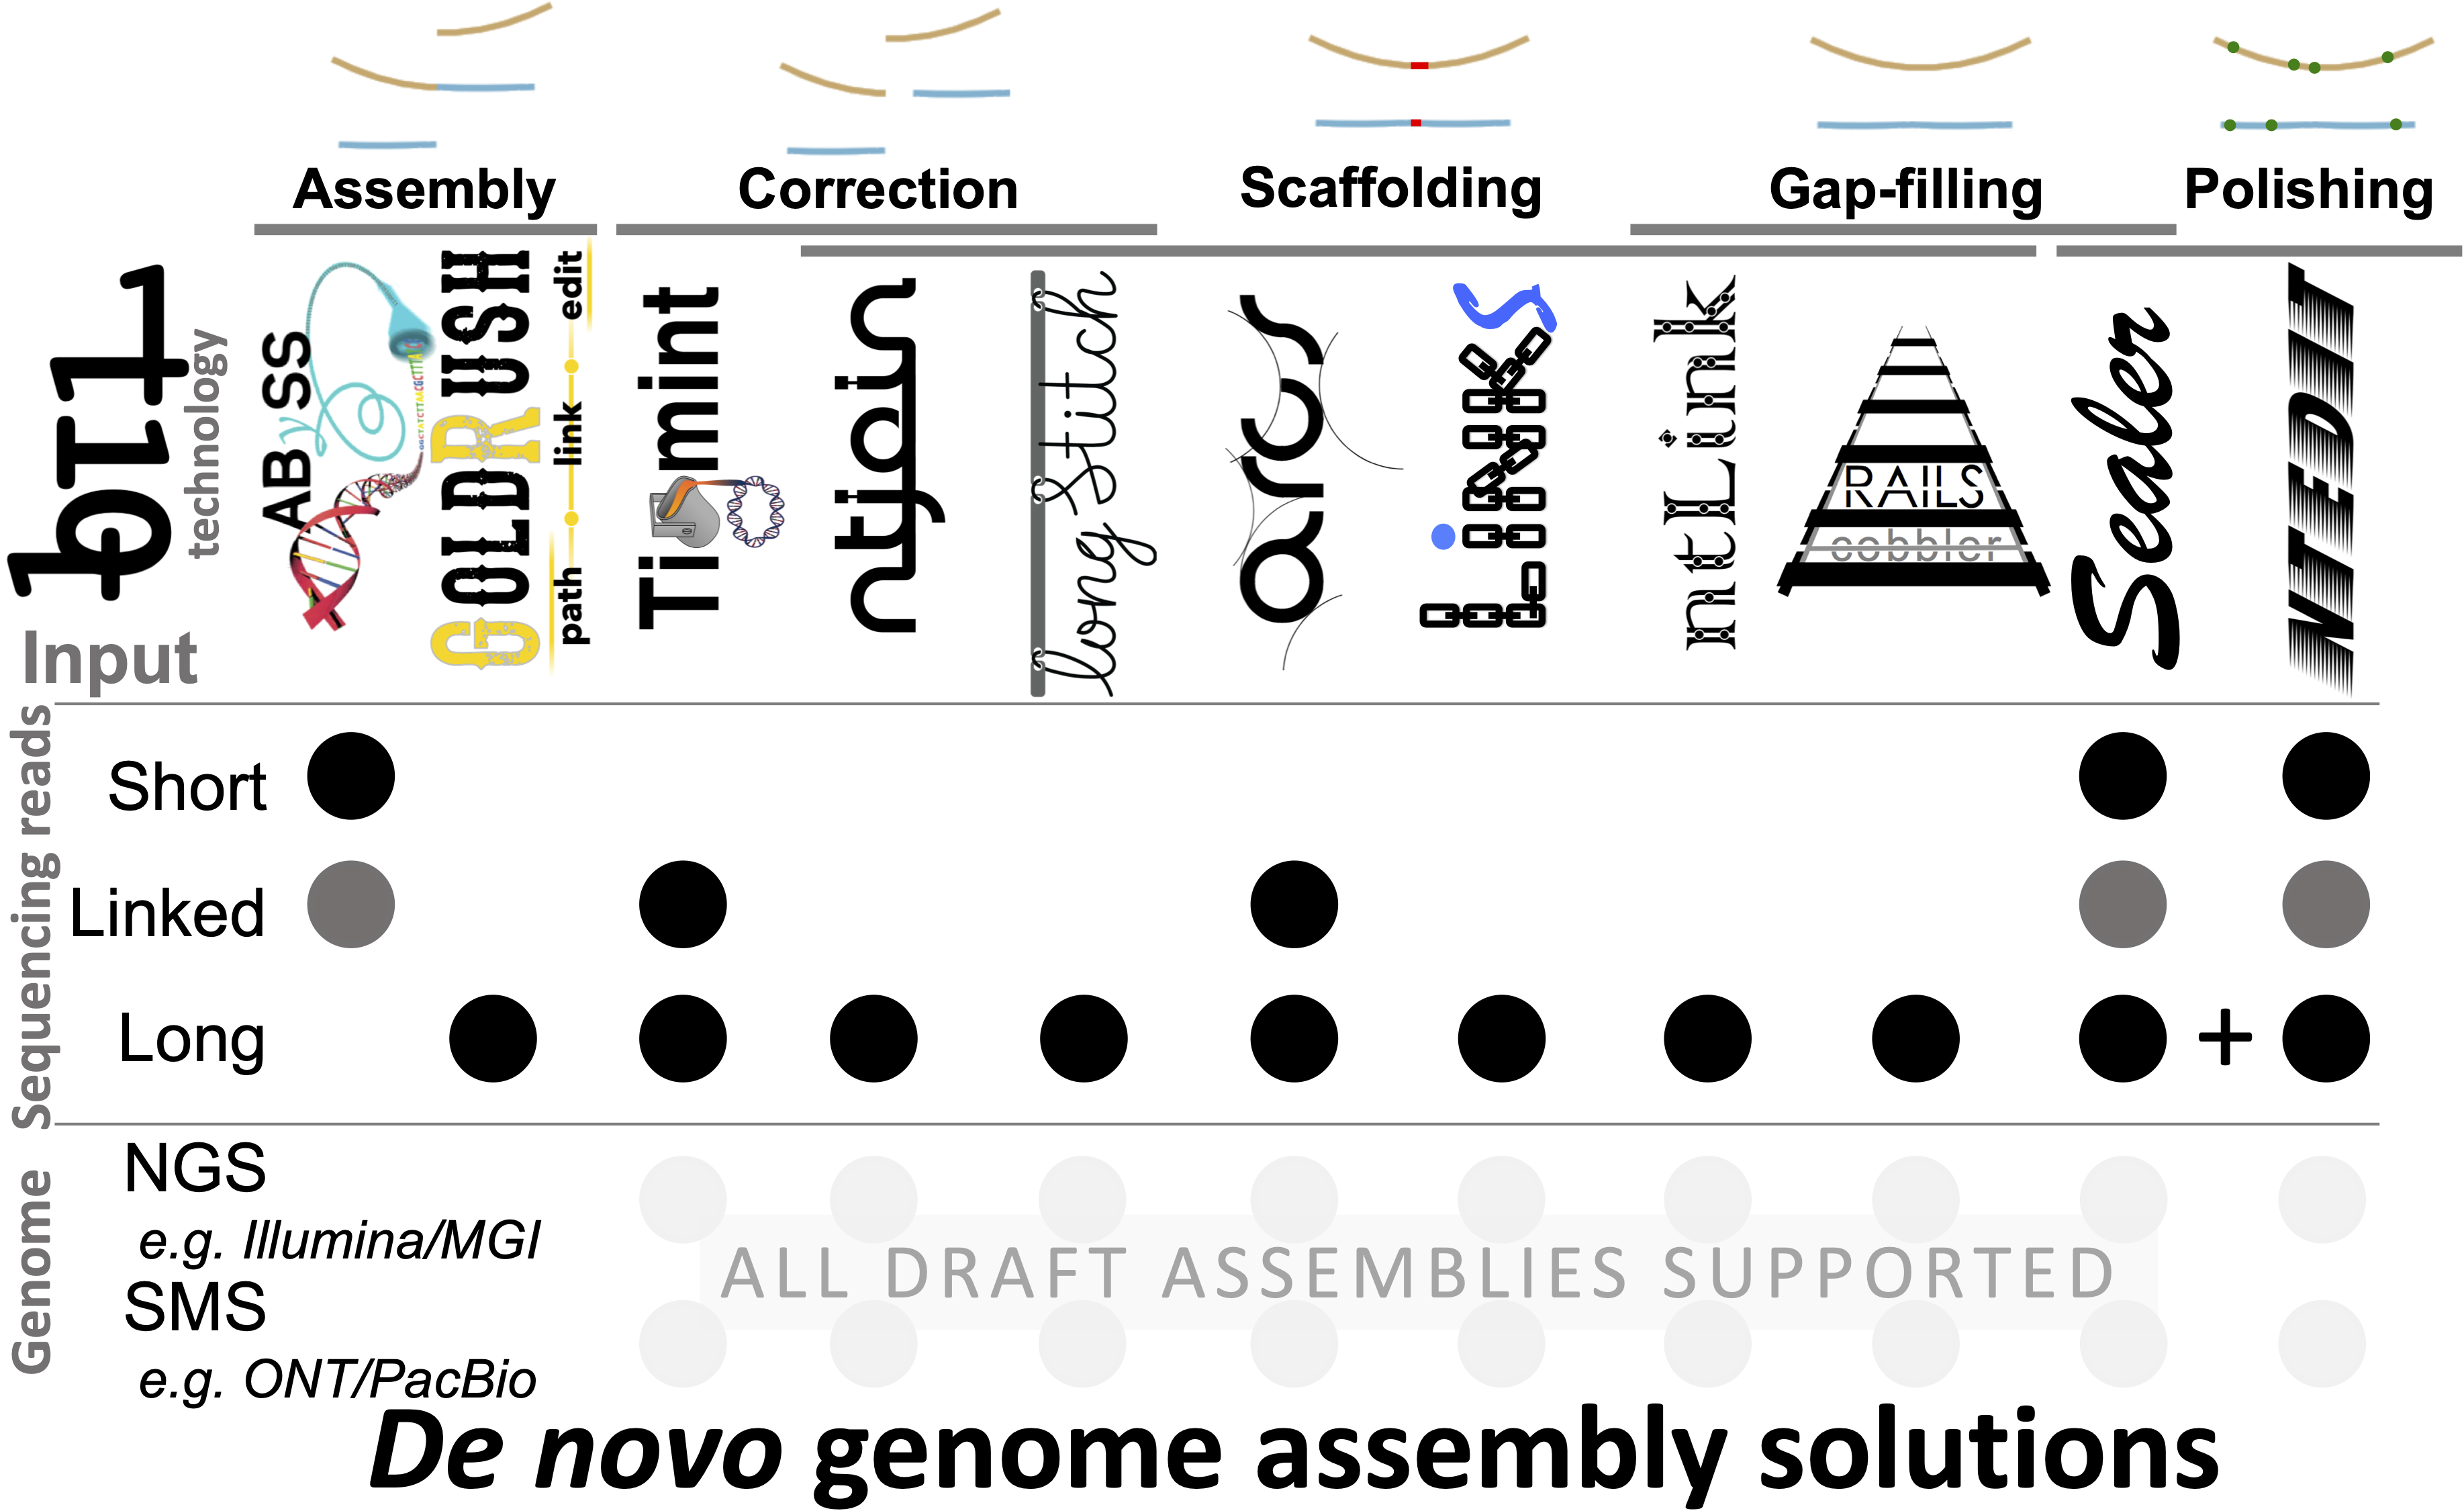 Assembly
Correction
Scaffolding
Gap-filling
Polishing
btl
technology
ABySS
GOLDRUSH
path link edit
Tigmint
ntJoin
longStitch
arcs
LiNKS
ntLink
RAILS
cobbler
Sealer
NTEDIT
Input
Sequencing reads
Short
Linked
Long
+
Genome
NGS
e.g. Illumina/MGI
SMS
e.g. ONT/PacBio
ALL DRAFT ASSEMBLIES SUPPORTED
De novo genome assembly solutions